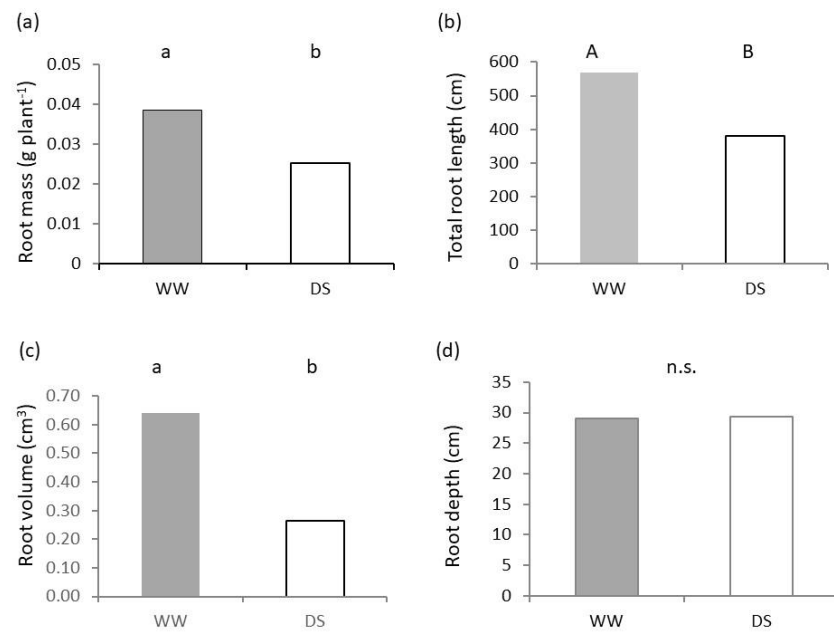 (a)
a b
Root mass (g plant⁻¹)
0.05
0.04
0.03
0.02
0.01
0
WW DS
(b)
A B
Total root length (cm)
600
500
400
300
200
100
0
WW DS
(c)
a b
Root volume (cm³)
0.70
0.60
0.50
0.40
0.30
0.20
0.10
0.00
WW DS
(d)
n.s.
Root depth (cm)
35
30
25
20
15
10
5
0
WW DS